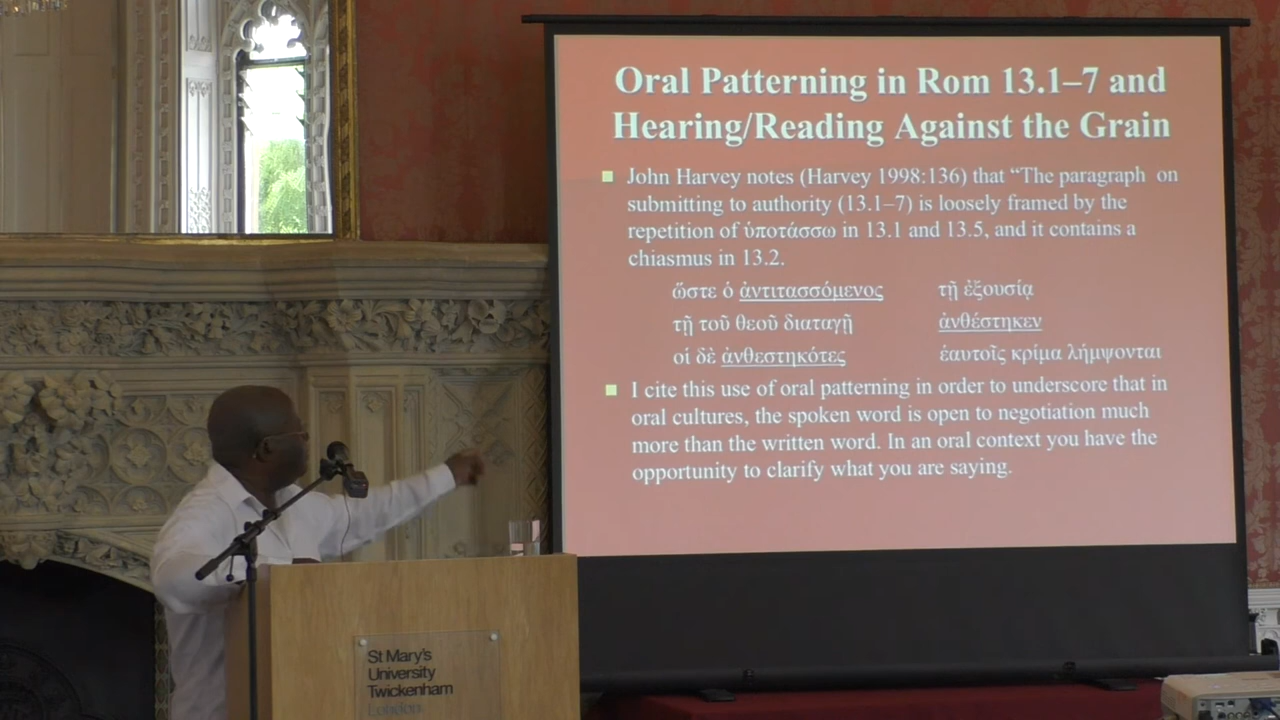 Oral Patterning in Rom 13.1–7 and
Hearing/Reading Against the Grain
John Harvey notes (Harvey 1998:136) that “The paragraph on
submitting to authority (13.1–7) is loosely framed by the
repetition of ὑποτάσσω in 13.1 and 13.5, and it contains a
chiasmus in 13.2.
ὥστε ὁ ἀντιτασσόμενος τῇ ἐξουσίᾳ
τῇ τοῦ θεοῦ διαταγῇ ἀνθέστηκεν
οἱ δὲ ἀνθεστηκότες ἑαυτοῖς κρίμα λήμψονται
I cite this use of oral patterning in order to underscore that in
oral cultures, the spoken word is open to negotiation much
more than the written word. In an oral context you have the
opportunity to clarify what you are saying.
St Mary's
University
Twickenham
London